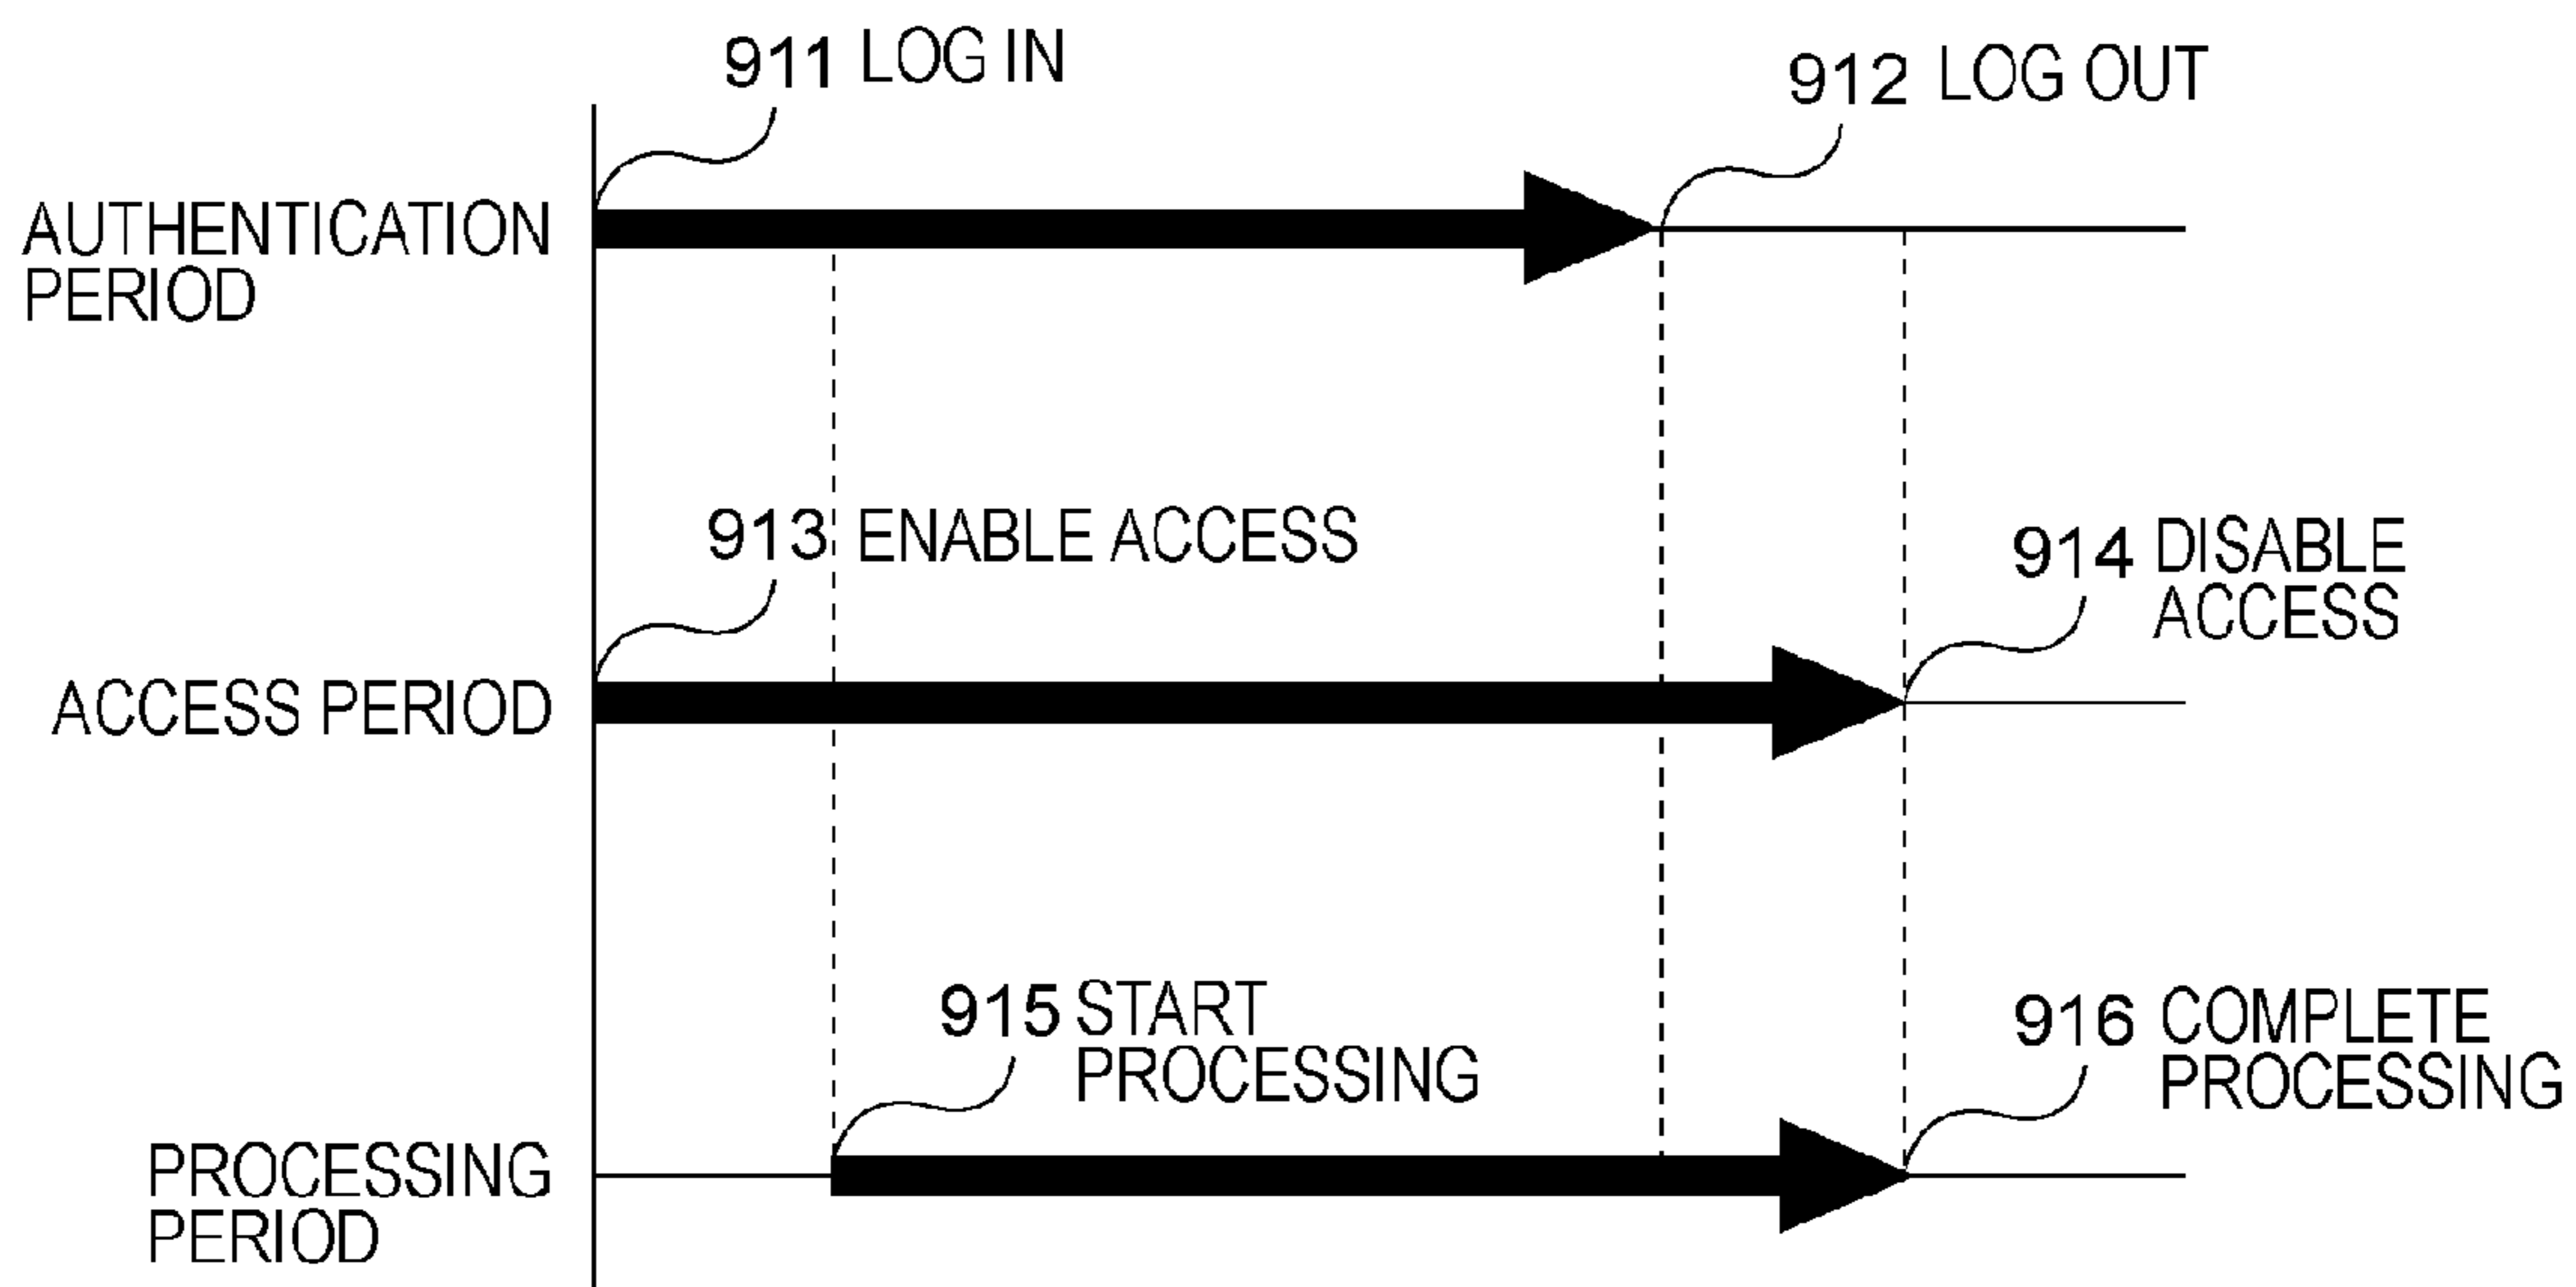 911 LOG IN
912 LOG OUT
AUTHENTICATION
PERIOD
913 ENABLE ACCESS
914 DISABLE
ACCESS
ACCESS PERIOD
915 START
PROCESSING
916 COMPLETE
PROCESSING
PROCESSING
PERIOD